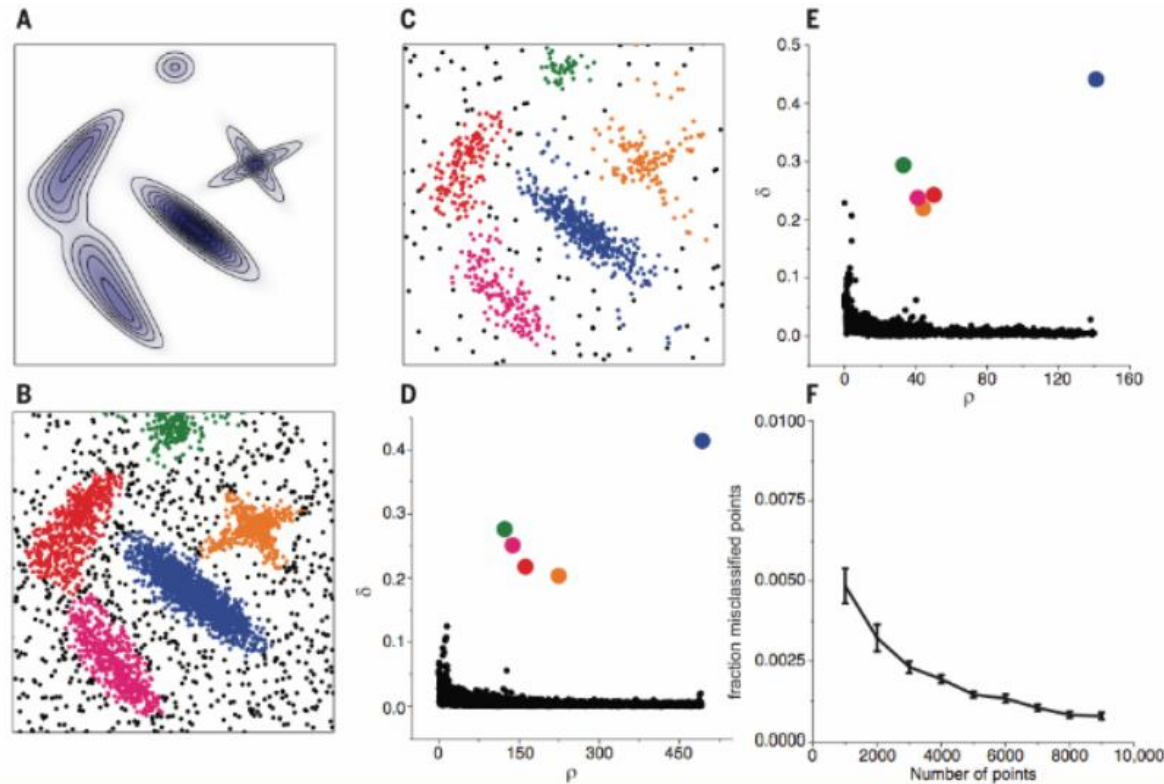 A
C
E
0.5
0.4
0.3
δ
0.2
0.1
0.0
0 40 80 120 160
ρ
B
D
0.4
0.3
δ
0.2
0.1
0.0
0 150 300 450
ρ
F
0.0100
0.0075
0.0050
0.0025
0.0000
fraction misclassified points
0 2000 4000 6000 8000 10,000
Number of points